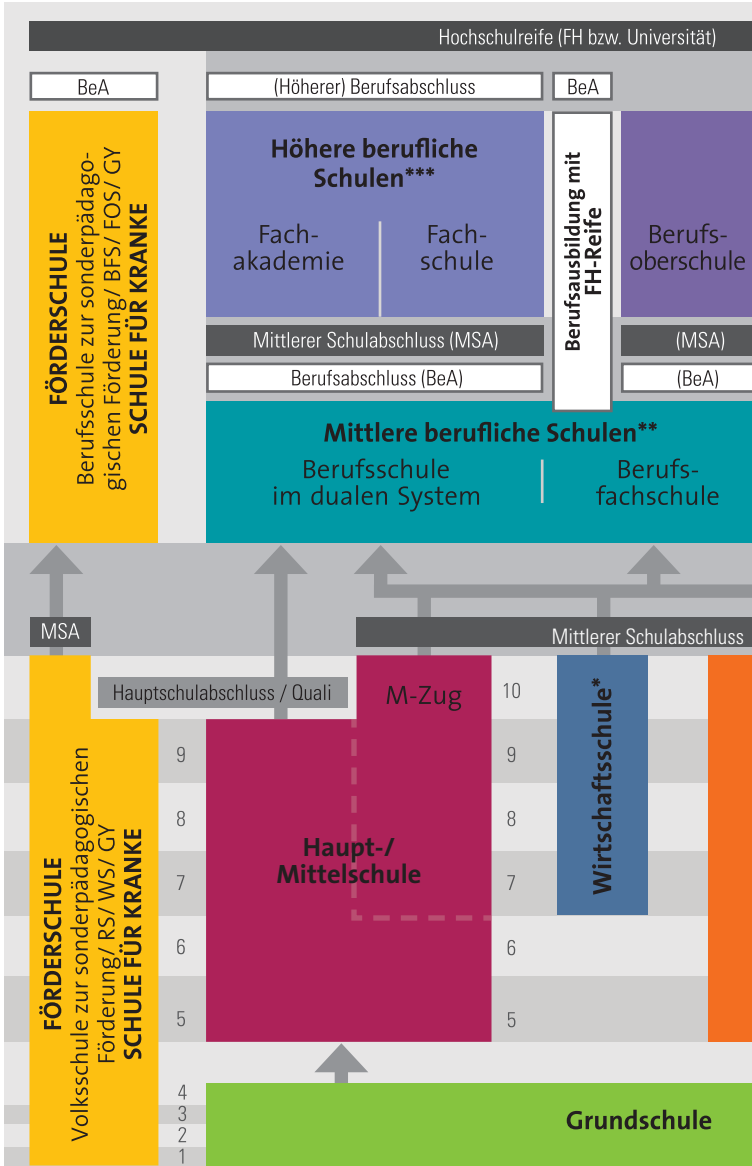 Hochschulreife (FH bzw. Universität)
BeA
(Höherer) Berufsabschluss
BeA
FÖRDERSCHULE
Berufsschule zur sonderpädago-
gischen Förderung/ BFS/ FOS/ GY
SCHULE FÜR KRANKE
Höhere berufliche
Schulen***
Fach-
akademie
Fach-
schule
Berufsausbildung mit
FH-Reife
Berufs-
oberschule
Mittlerer Schulabschluss (MSA)
(MSA)
Berufsabschluss (BeA)
(BeA)
Mittlere berufliche Schulen**
Berufsschule
im dualen System
Berufs-
fachschule
MSA
Mittlerer Schulabschluss
Hauptschulabschluss / Quali
M-Zug
10
Wirtschaftsschule*
9
9
8
8
7
7
6
6
5
5
Haupt-/
Mittelschule
FÖRDERSCHULE
Volksschule zur sonderpädagogischen
Förderung/ RS/ WS/ GY
SCHULE FÜR KRANKE
4
3
2
1
Grundschule